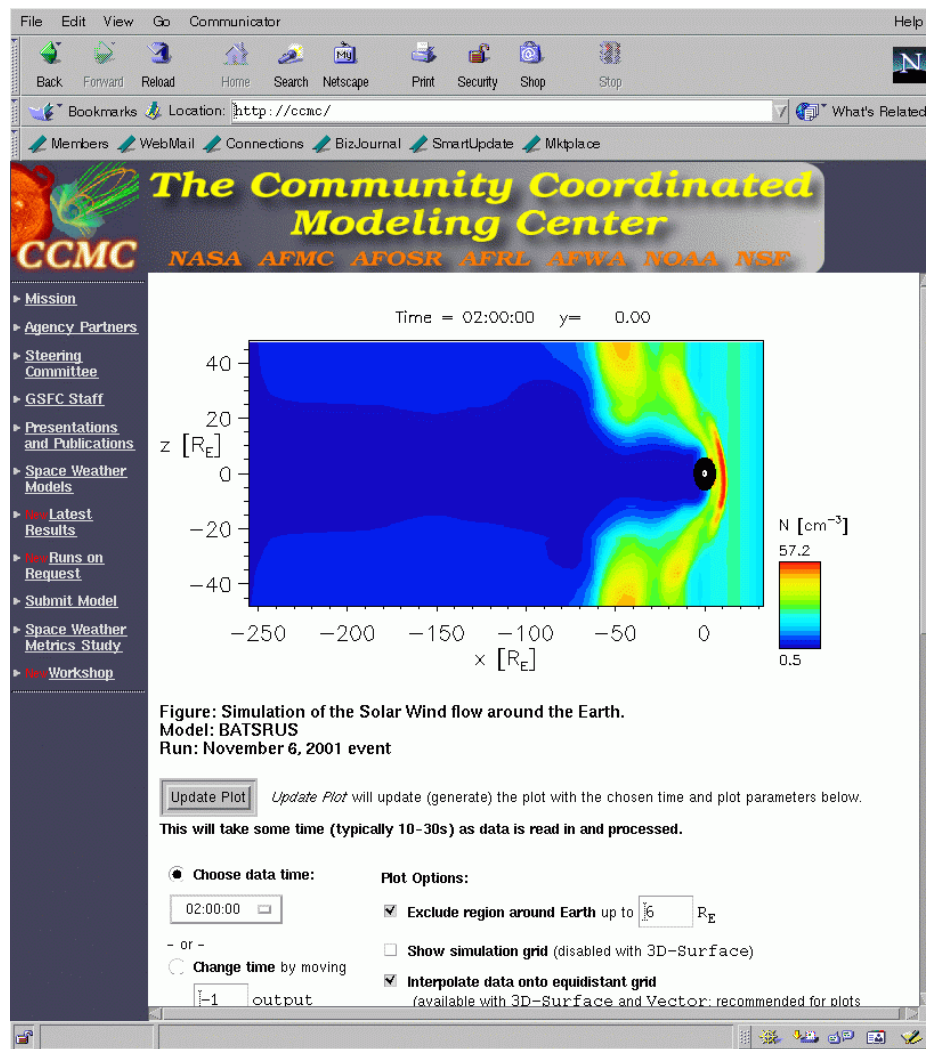 File Edit View Go Communicator Help
Back Forward Reload Home Search Netscape Print Security Shop Stop
My
N
Bookmarks Location: http://ccmc/ What's Related
Members WebMail Connections BizJournal SmartUpdate Mktplace
The Community Coordinated
Modeling Center
CCMC
NASA AFMC AFOSR AFRL AFWA NOAA NSF
Mission
Agency Partners
Steering
Committee
GSFC Staff
Presentations
and Publications
Space Weather
Models
New Latest
Results
New Runs on
Request
Submit Model
Space Weather
Metrics Study
New Workshop
Time = 02:00:00 y= 0.00
40
20
z [RE]
0
-20
-40
-250 -200 -150 -100 -50 0
x [RE]
N [cm-3]
57.2
0.5
Figure: Simulation of the Solar Wind flow around the Earth.
Model: BATSRUS
Run: November 6, 2001 event
Update Plot Update Plot will update (generate) the plot with the chosen time and plot parameters below.
This will take some time (typically 10-30s) as data is read in and processed.
Choose data time:
02:00:00
- or -
Change time by moving
-1 output
Plot Options:
Exclude region around Earth up to 6 RE
Show simulation grid (disabled with 3D-Surface)
Interpolate data onto equidistant grid
(available with 3D-Surface and Vector; recommended for plots